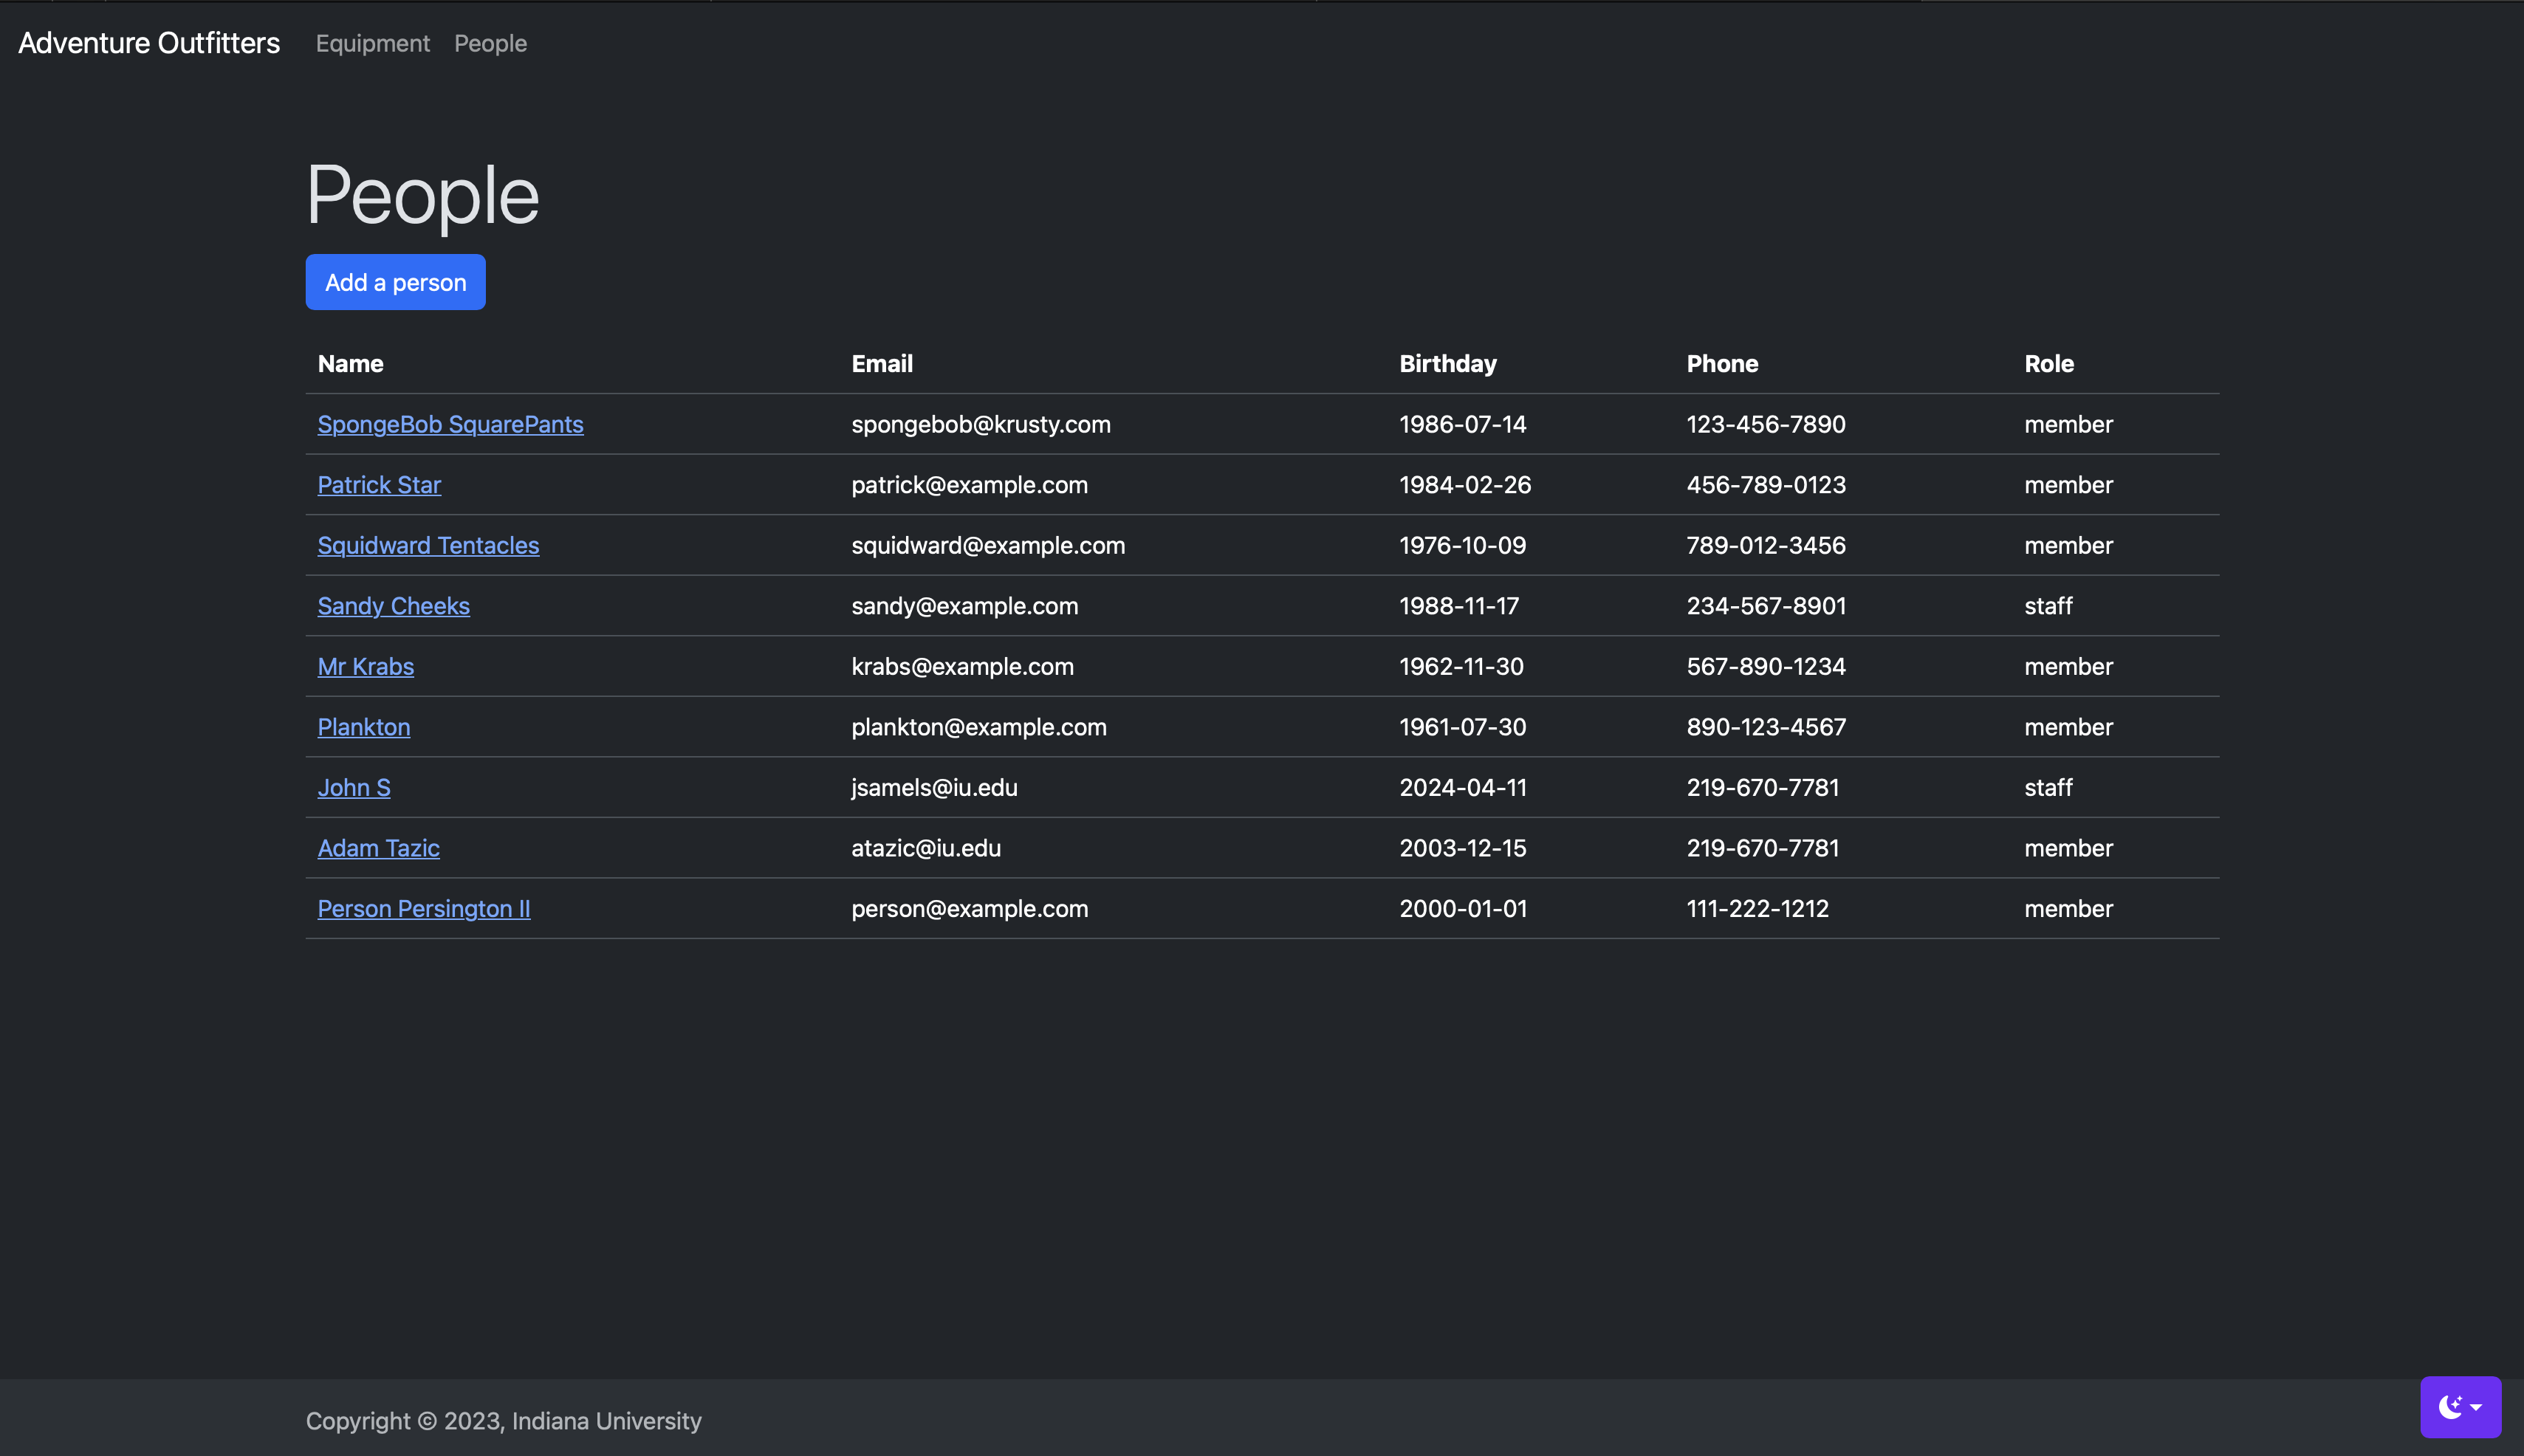 Adventure Outfitters Equipment People
People
Add a person
Name Email Birthday Phone Role
SpongeBob SquarePants spongebob@krusty.com 1986-07-14 123-456-7890 member
Patrick Star patrick@example.com 1984-02-26 456-789-0123 member
Squidward Tentacles squidward@example.com 1976-10-09 789-012-3456 member
Sandy Cheeks sandy@example.com 1988-11-17 234-567-8901 staff
Mr Krabs krabs@example.com 1962-11-30 567-890-1234 member
Plankton plankton@example.com 1961-07-30 890-123-4567 member
John S jsamels@iu.edu 2024-04-11 219-670-7781 staff
Adam Tazic atazic@iu.edu 2003-12-15 219-670-7781 member
Person Persington II person@example.com 2000-01-01 111-222-1212 member
Copyright © 2023, Indiana University